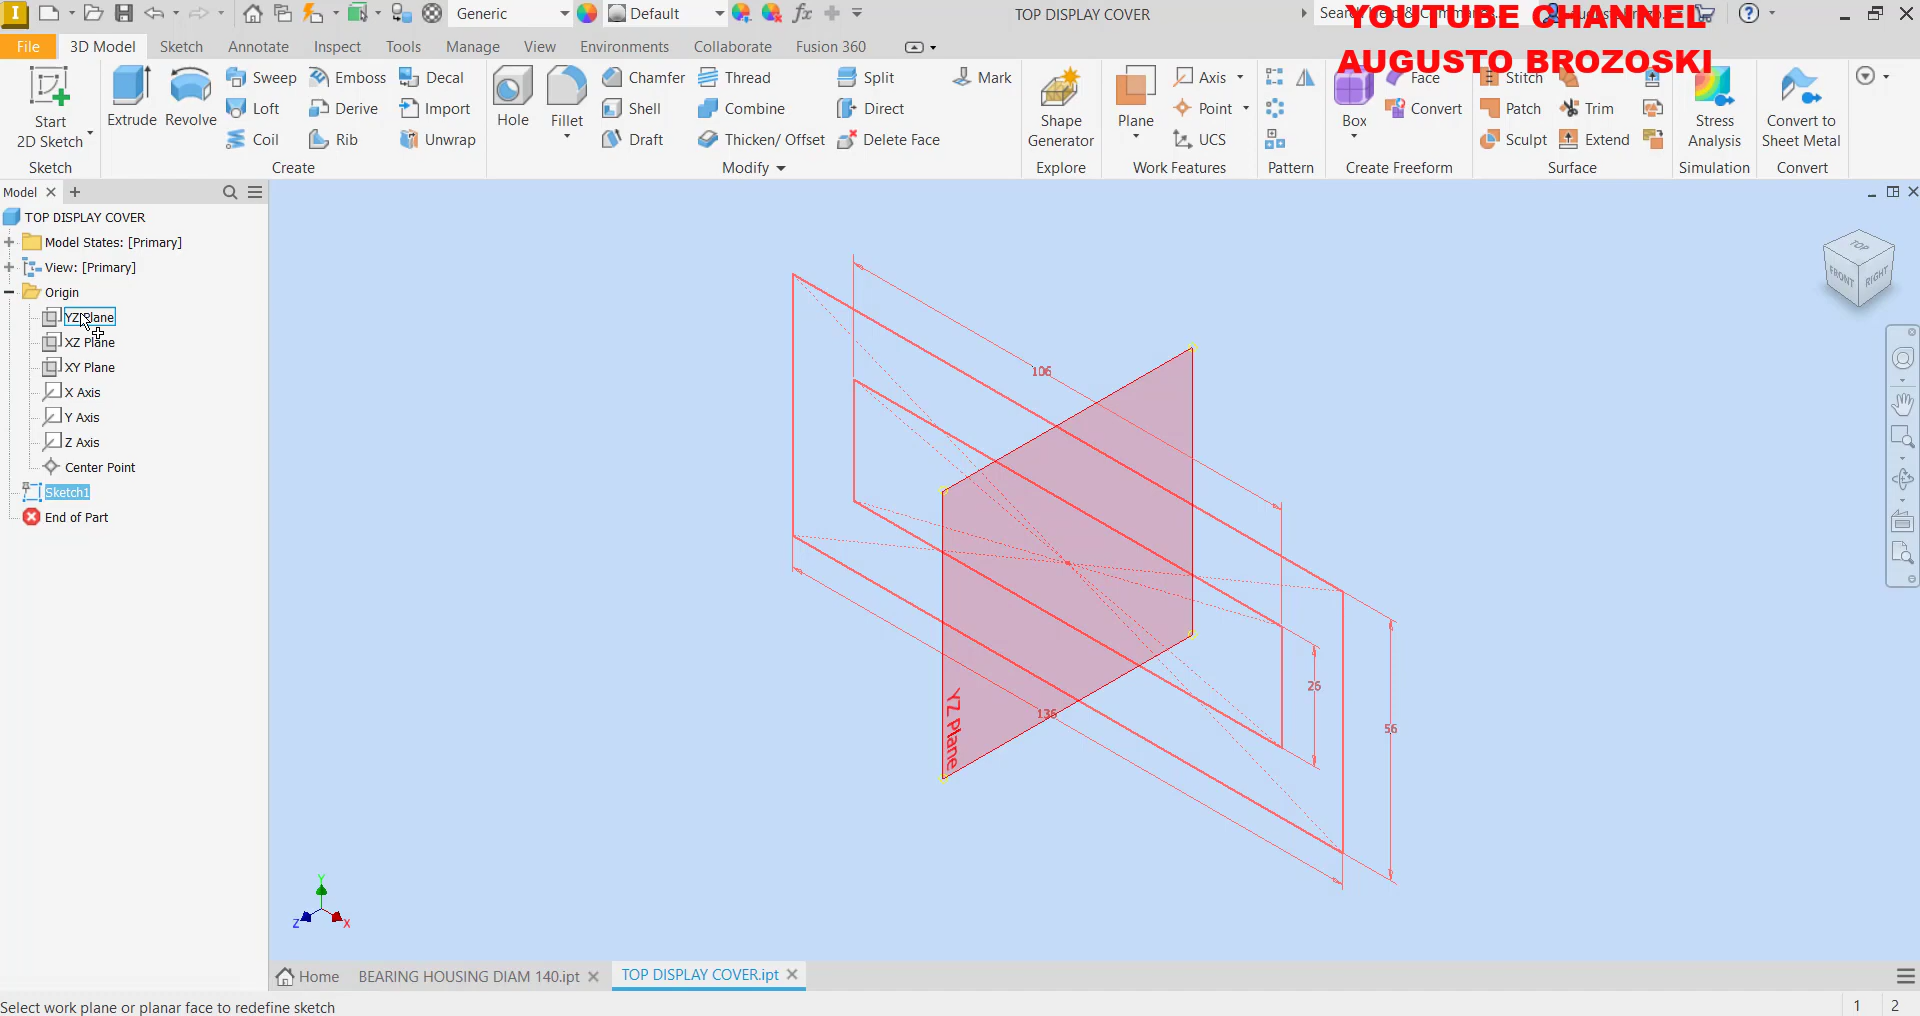 Generic
Default
TOP DISPLAY COVER
YOUTUBE CHANNEL
AUGUSTO BROZOSKI
File
3D Model
Sketch
Annotate
Inspect
Tools
Manage
View
Environments
Collaborate
Fusion 360
Start
2D Sketch
Extrude
Revolve
Sweep
Loft
Coil
Emboss
Derive
Rib
Decal
Import
Unwrap
Hole
Fillet
Chamfer
Shell
Draft
Thread
Combine
Thicken/ Offset
Split
Direct
Delete Face
Mark
Shape
Generator
Plane
Axis
Point
UCS
Box
Face
Convert
Stitch
Patch
Sculpt
Trim
Extend
Stress
Analysis
Convert to
Sheet Metal
Sketch
Create
Modify
Explore
Work Features
Pattern
Create Freeform
Surface
Simulation
Convert
Model
TOP DISPLAY COVER
Model States: [Primary]
View: [Primary]
Origin
YZ Plane
XZ Plane
XY Plane
X Axis
Y Axis
Z Axis
Center Point
Sketch1
End of Part
TOP
FRONT
RIGHT
106
26
56
136
YZ Plane
Y
Z
X
Home
BEARING HOUSING DIAM 140.ipt
TOP DISPLAY COVER.ipt
Select work plane or planar face to redefine sketch
1
2